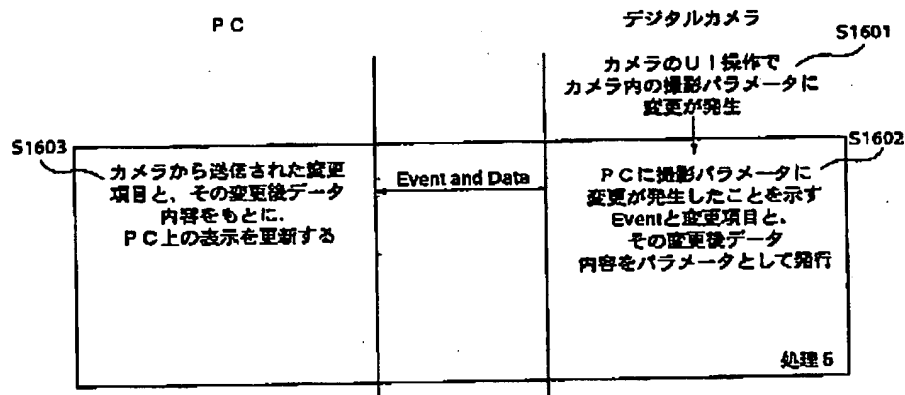 PC
デジタルカメラ
S1601
カメラのUI操作で
カメラ内の撮影パラメータに
変更が発生
S1603
カメラから送信された変更
項目と、その変更後データ
内容をもとに、
PC上の表示を更新する
Event and Data
S1602
PCに撮影パラメータに
変更が発生したことを示す
Eventと変更項目と、
その変更後データ
内容をパラメータとして発行
処理5